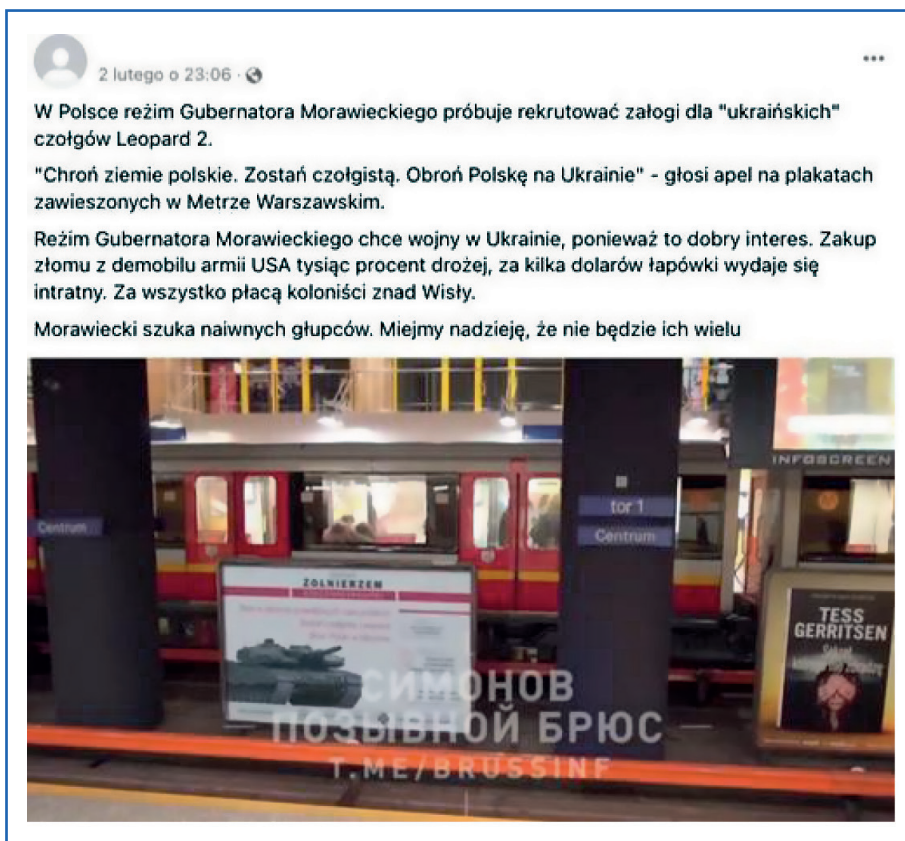 2 lutego o 23:06 ·
W Polsce reżim Gubernatora Morawieckiego próbuje rekrutować załogi dla "ukraińskich"
czołgów Leopard 2.
"Chroń ziemie polskie. Zostań czołgistą. Obroń Polskę na Ukrainie" - głosi apel na plakatach
zawieszonych w Metrze Warszawskim.
Reżim Gubernatora Morawieckiego chce wojny w Ukrainie, ponieważ to dobry interes. Zakup
złomu z demobilu armii USA tysiąc procent drożej, za kilka dolarów łapówki wydaje się
intratny. Za wszystko płacą koloniści znad Wisły.
Morawiecki szuka naiwnych głupców. Miejmy nadzieję, że nie będzie ich wielu
INFOSCREEN
tor 1
Centrum
Centrum
ŻOŁNIERZEM
TESS
GERRITSEN
СИМОНОВ
ПОЗЫВНОЙ БРЮС
T.ME/BRUSSINF